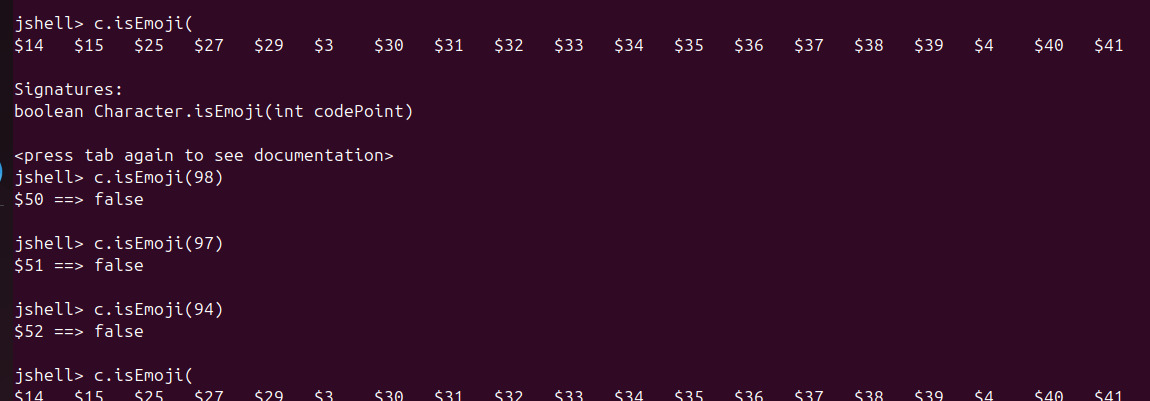 jshell> c.isEmoji(
$14 $15 $25 $27 $29 $3 $30 $31 $32 $33 $34 $35 $36 $37 $38 $39 $4 $40 $41
Signatures:
boolean Character.isEmoji(int codePoint)
<press tab again to see documentation>
jshell> c.isEmoji(98)
$50 ==> false
jshell> c.isEmoji(97)
$51 ==> false
jshell> c.isEmoji(94)
$52 ==> false
jshell> c.isEmoji(
$14 $15 $25 $27 $29 $3 $30 $31 $32 $33 $34 $35 $36 $37 $38 $39 $4 $40 $41